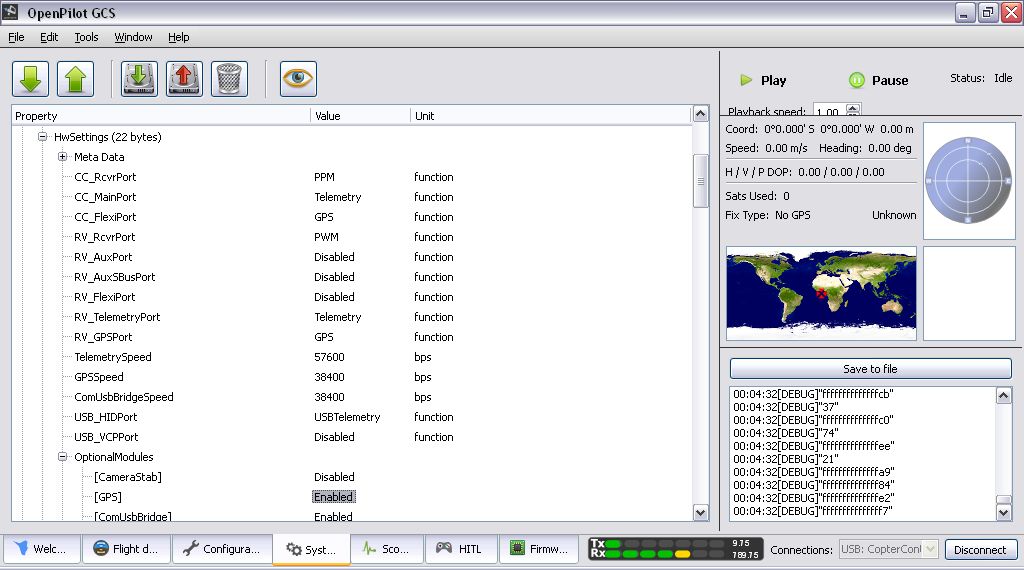 OpenPilot GCS
File Edit Tools Window Help
Property Value Unit
HwSettings (22 bytes)
Meta Data
CC_RcvrPort PPM function
CC_MainPort Telemetry function
CC_FlexiPort GPS function
RV_RcvrPort PWM function
RV_AuxPort Disabled function
RV_AuxSBusPort Disabled function
RV_FlexiPort Disabled function
RV_TelemetryPort Telemetry function
RV_GPSPort GPS function
TelemetrySpeed 57600 bps
GPSSpeed 38400 bps
ComUsbBridgeSpeed 38400 bps
USB_HIDPort USBTelemetry function
USB_VCPPort Disabled function
OptionalModules
[CameraStab] Disabled
[GPS] Enabled
[ComUsbBridge] Enabled
Play Pause Status: Idle
Playback speed: 1.00
Coord: 0°0.000' S 0°0.000' W 0.00 m
Speed: 0.00 m/s Heading: 0.00 deg
H / V / P DOP: 0.00 / 0.00 / 0.00
Sats Used: 0
Fix Type: No GPS Unknown
Save to file
00:04:32[DEBUG]"ffffffffffffffcb"
00:04:32[DEBUG]"37"
00:04:32[DEBUG]"ffffffffffffffc0"
00:04:32[DEBUG]"74"
00:04:32[DEBUG]"ffffffffffffffee"
00:04:32[DEBUG]"21"
00:04:32[DEBUG]"ffffffffffffffa9"
00:04:32[DEBUG]"ffffffffffffff84"
00:04:32[DEBUG]"ffffffffffffffe2"
00:04:32[DEBUG]"fffffffffffffff7"
Welc... Flight d... Configura... Syst... Sco... HITL Firmw...
Tx 9.75
Rx 789.75
Connections: USB: CopterCont Disconnect